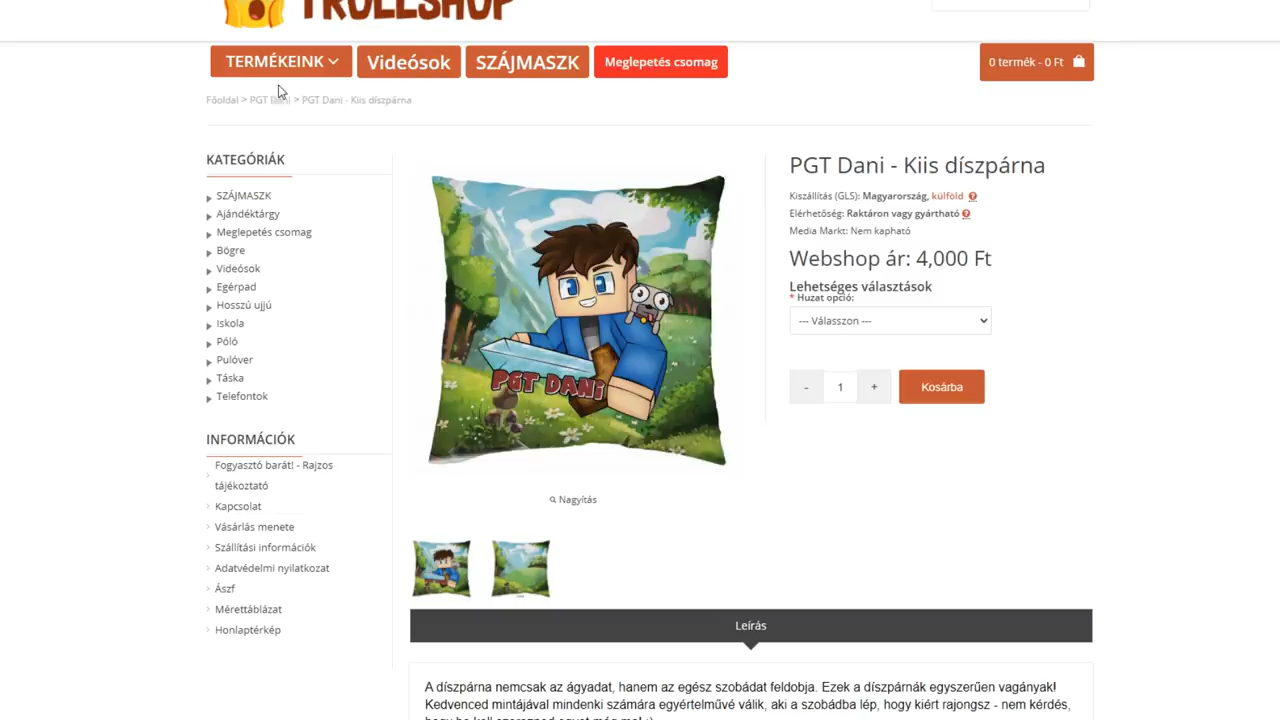 TROLLSHOP
TERMÉKEINK
Videósok
SZÁJMASZK
Meglepetés csomag
0 termék - 0 Ft
Főoldal > PGT Dani > PGT Dani - Kiis díszpárna
KATEGÓRIÁK
SZÁJMASZK
Ajándéktárgy
Meglepetés csomag
Bögre
Videósok
Egérpad
Hosszú ujjú
Iskola
Póló
Pulóver
Táska
Telefontok
INFORMÁCIÓK
Fogyasztó barát! - Rajzos
tájékoztató
Kapcsolat
Vásárlás menete
Szállítási információk
Adatvédelmi nyilatkozat
Ászf
Mérettáblázat
Honlaptérkép
PGT DANI
Nagyítás
PGT Dani - Kiis díszpárna
Kiszállítás (GLS): Magyarország, külföld
Elérhetőség: Raktáron vagy gyártható
Media Markt: Nem kapható
Webshop ár: 4,000 Ft
Lehetséges választások
* Huzat opció:
--- Válasszon ---
- 1 +
Kosárba
Leírás
A díszpárna nemcsak az ágyadat, hanem az egész szobádat feldobja. Ezek a díszpárnák egyszerűen vagányak!
Kedvenced mintájával mindenki számára egyértelművé válik, aki a szobádba lép, hogy kiért rajongsz - nem kérdés,